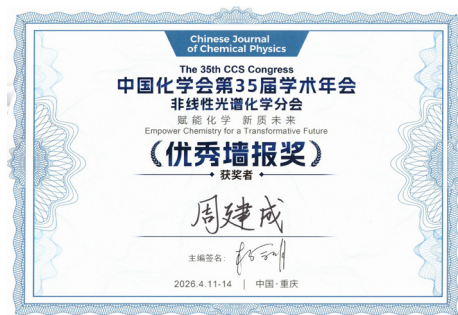 Chinese Journal
of Chemical Physics
The 35th CCS Congress
中国化学会第35届学术年会
非线性光谱化学分会
赋能化学 新质未来
Empower Chemistry for a Transformative Future
(优秀墙报奖)
获奖者
周建成
主编签名:
2026.4.11-14 | 中国·重庆